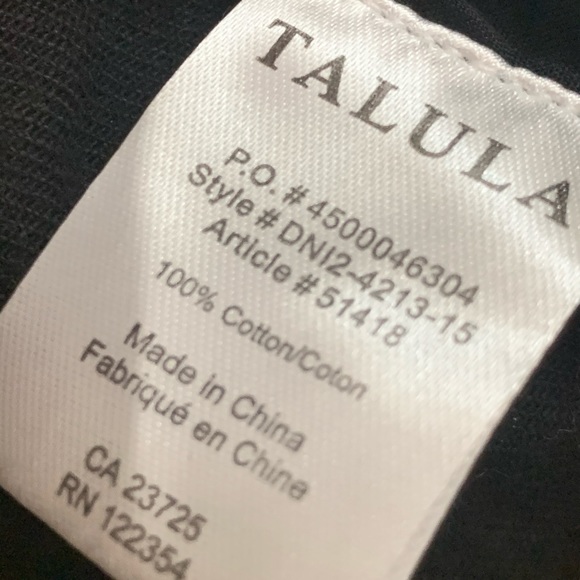 TALULA
P.O. # 4500046304
Style # DNI2-4213-15
Article # 51418
100% Cotton/Coton
Made in China
Fabriqué en Chine
CA 23725
RN 122354